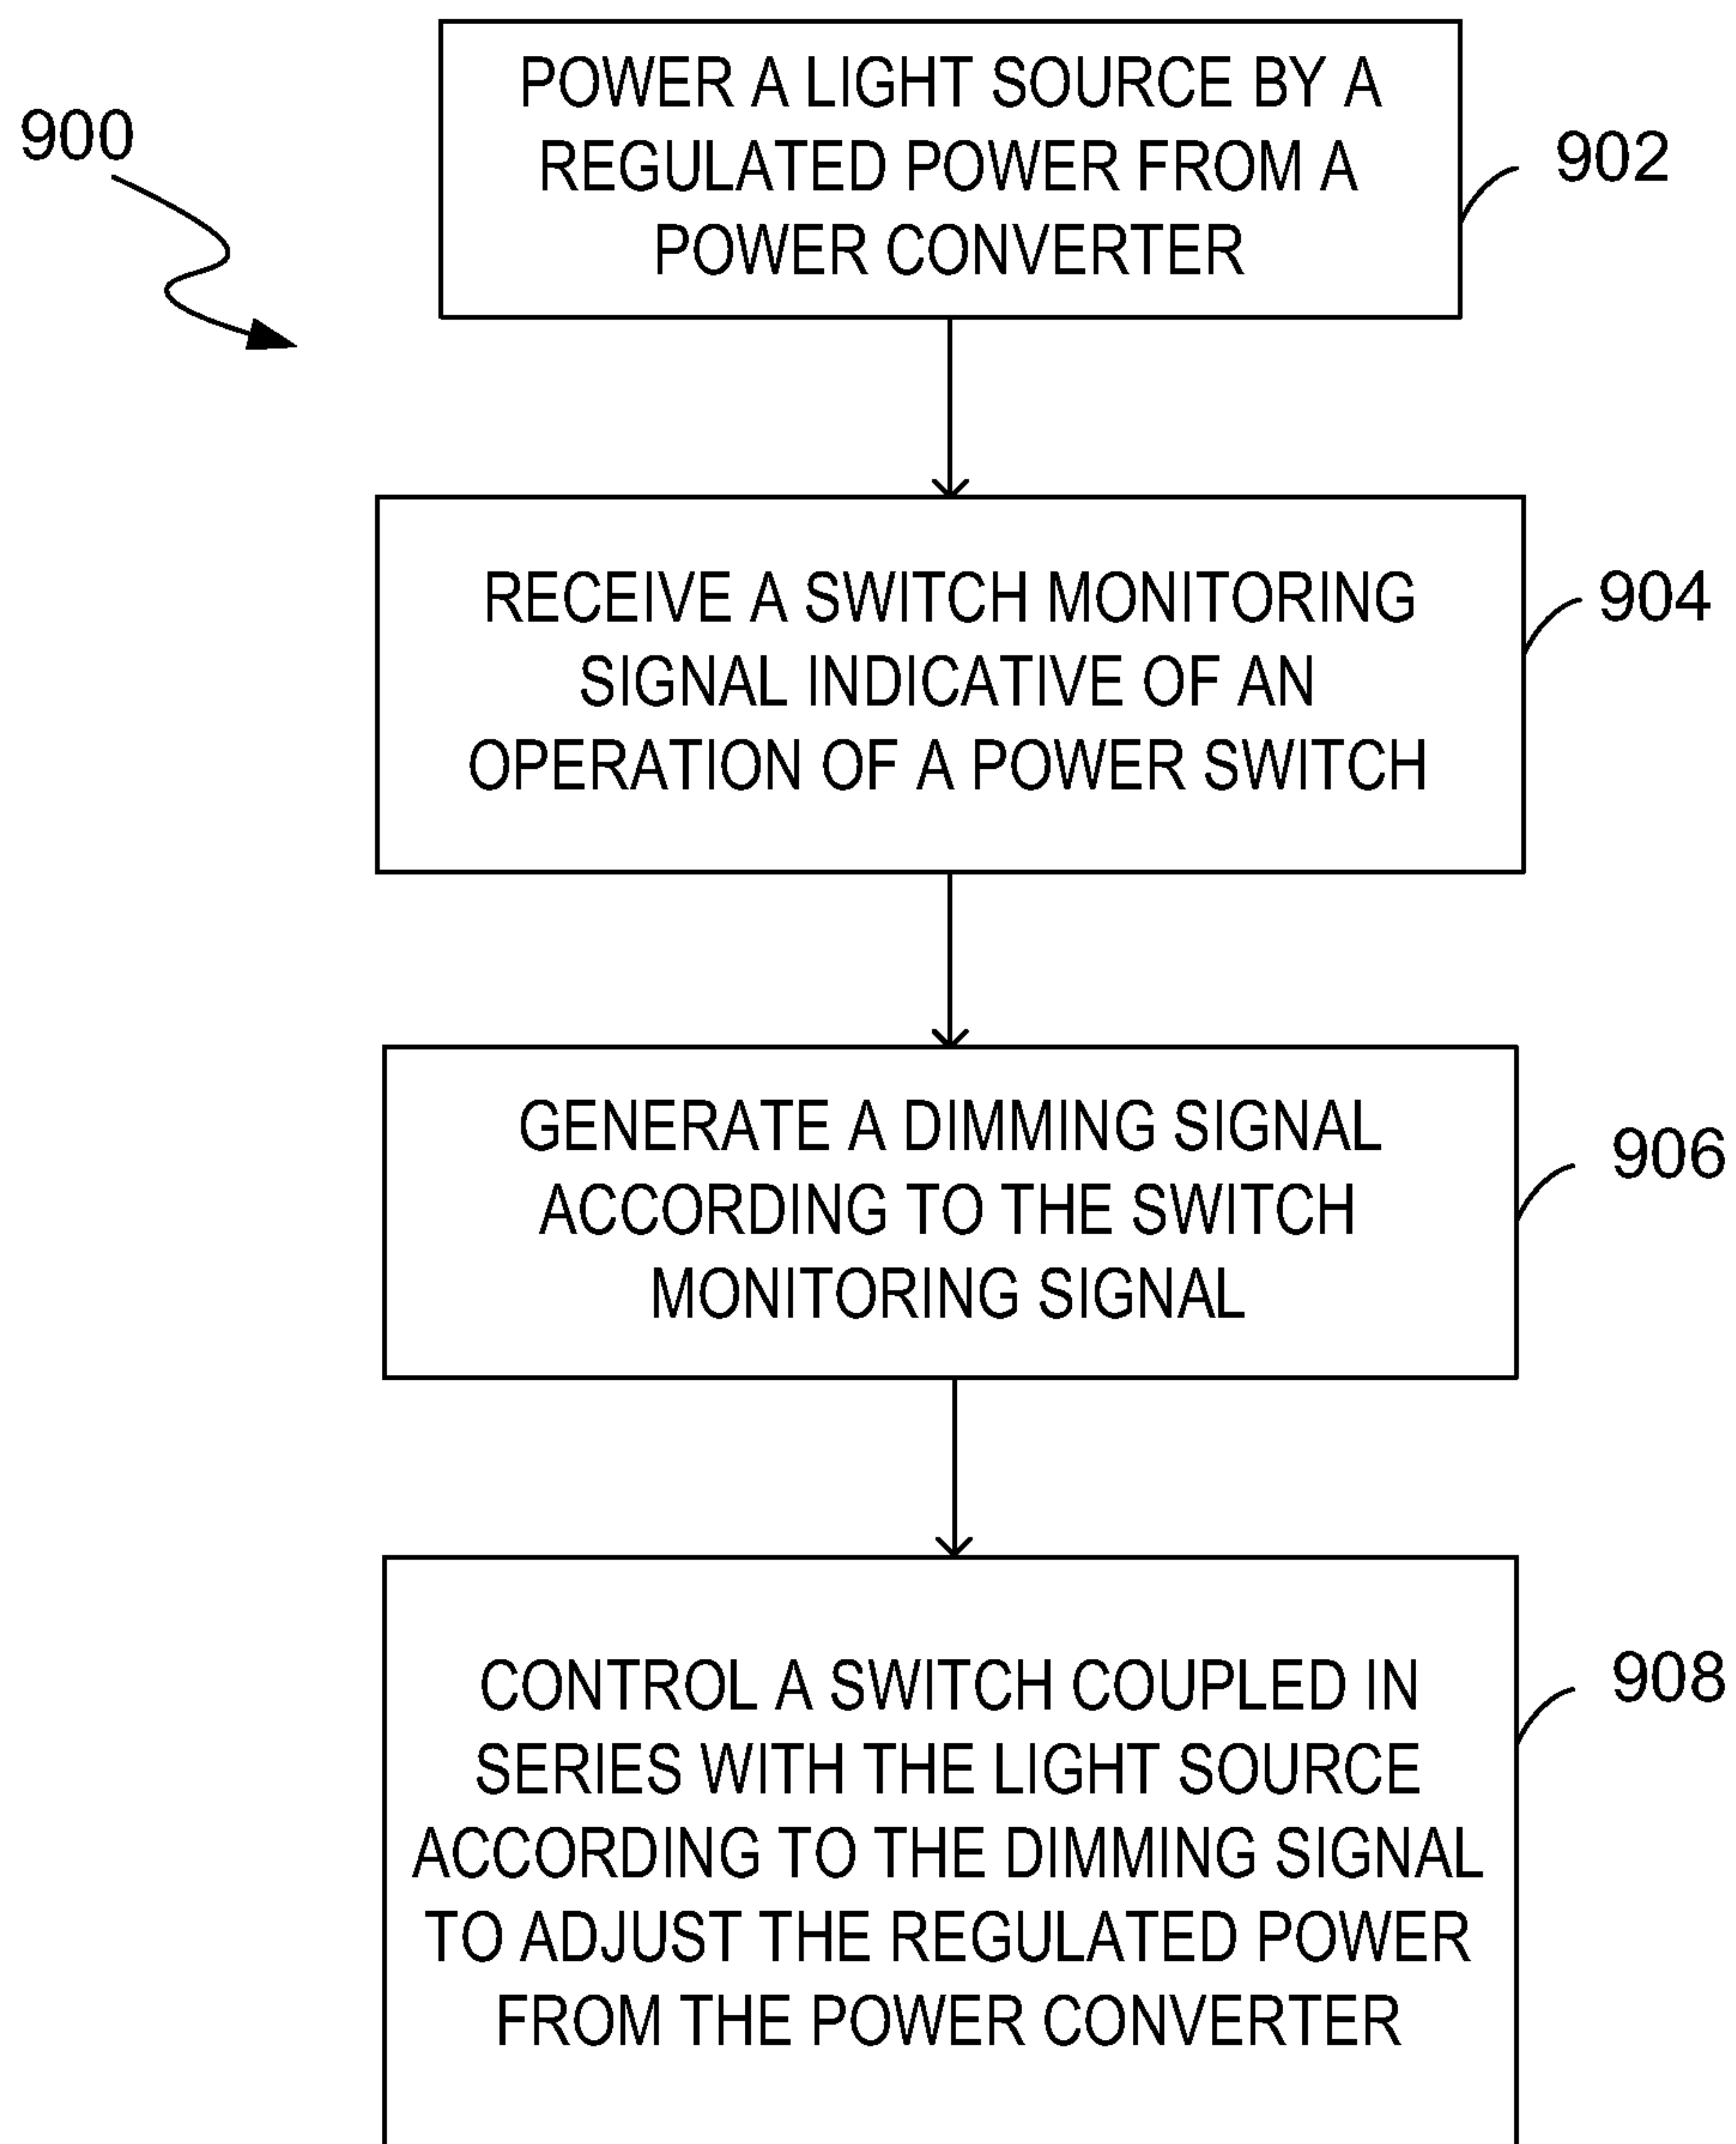 900
POWER A LIGHT SOURCE BY A
REGULATED POWER FROM A
POWER CONVERTER
902
RECEIVE A SWITCH MONITORING
SIGNAL INDICATIVE OF AN
OPERATION OF A POWER SWITCH
904
GENERATE A DIMMING SIGNAL
ACCORDING TO THE SWITCH
MONITORING SIGNAL
906
CONTROL A SWITCH COUPLED IN
SERIES WITH THE LIGHT SOURCE
ACCORDING TO THE DIMMING SIGNAL
TO ADJUST THE REGULATED POWER
FROM THE POWER CONVERTER
908